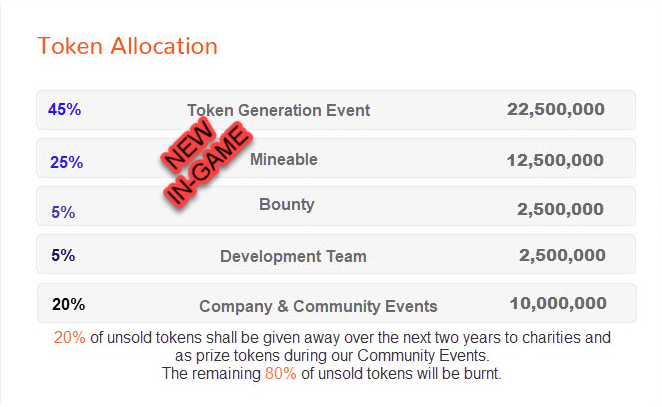 Token Allocation
45% Token Generation Event 22,500,000
NEW
IN-GAME
25% Mineable 12,500,000
5% Bounty 2,500,000
5% Development Team 2,500,000
20% Company & Community Events 10,000,000
20% of unsold tokens shall be given away over the next two years to charities and
as prize tokens during our Community Events.
The remaining 80% of unsold tokens will be burnt.